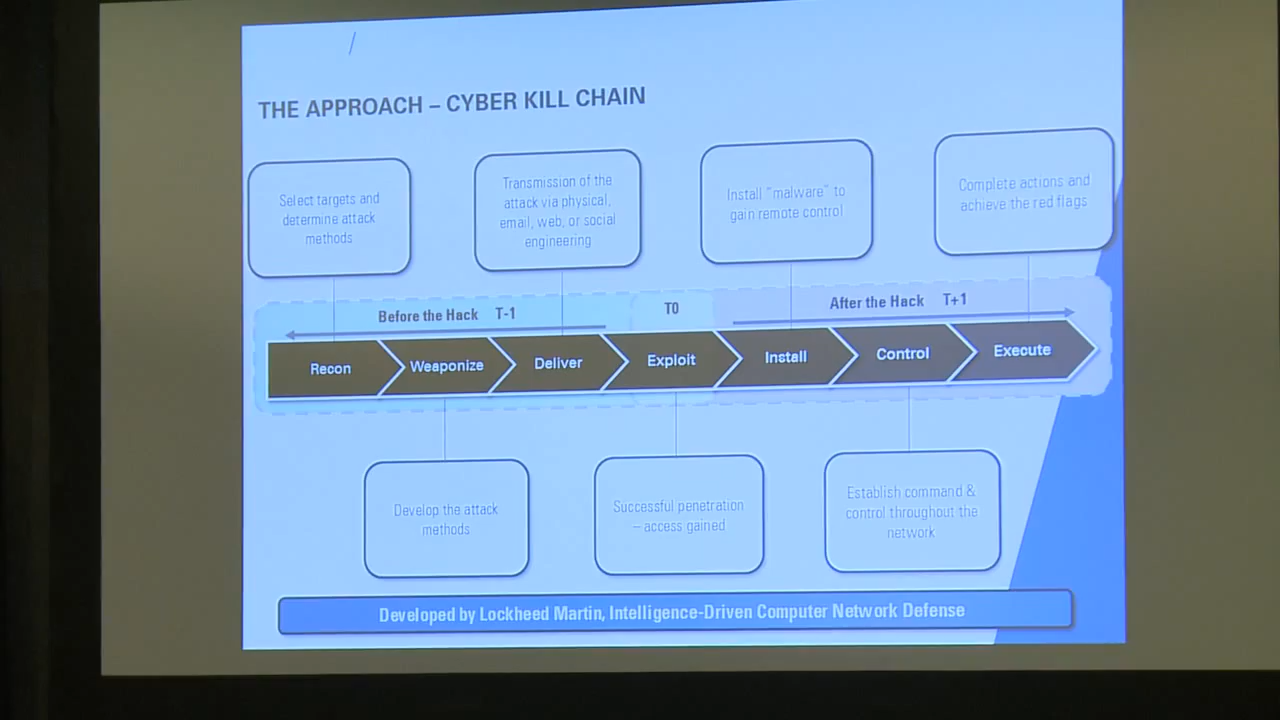 THE APPROACH – CYBER KILL CHAIN
Select targets and
determine attack
methods
Transmission of the
attack via physical,
email, web, or social
engineering
Install "malware" to
gain remote control
Complete actions and
achieve the red flags
Before the Hack T-1
T0
After the Hack T+1
Recon
Weaponize
Deliver
Exploit
Install
Control
Execute
Develop the attack
methods
Successful penetration
– access gained
Establish command &
control throughout the
network
Developed by Lockheed Martin, Intelligence-Driven Computer Network Defense